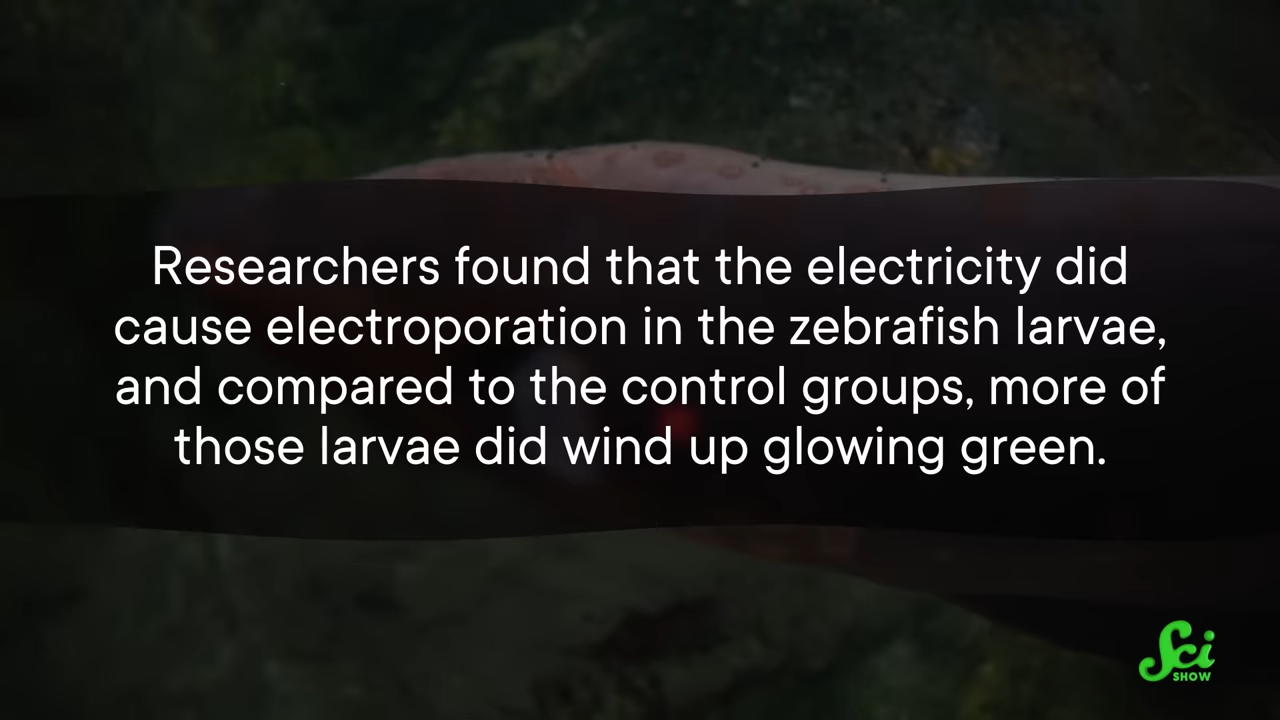 Researchers found that the electricity did
cause electroporation in the zebrafish larvae,
and compared to the control groups, more of
those larvae did wind up glowing green.
Sci
SHOW